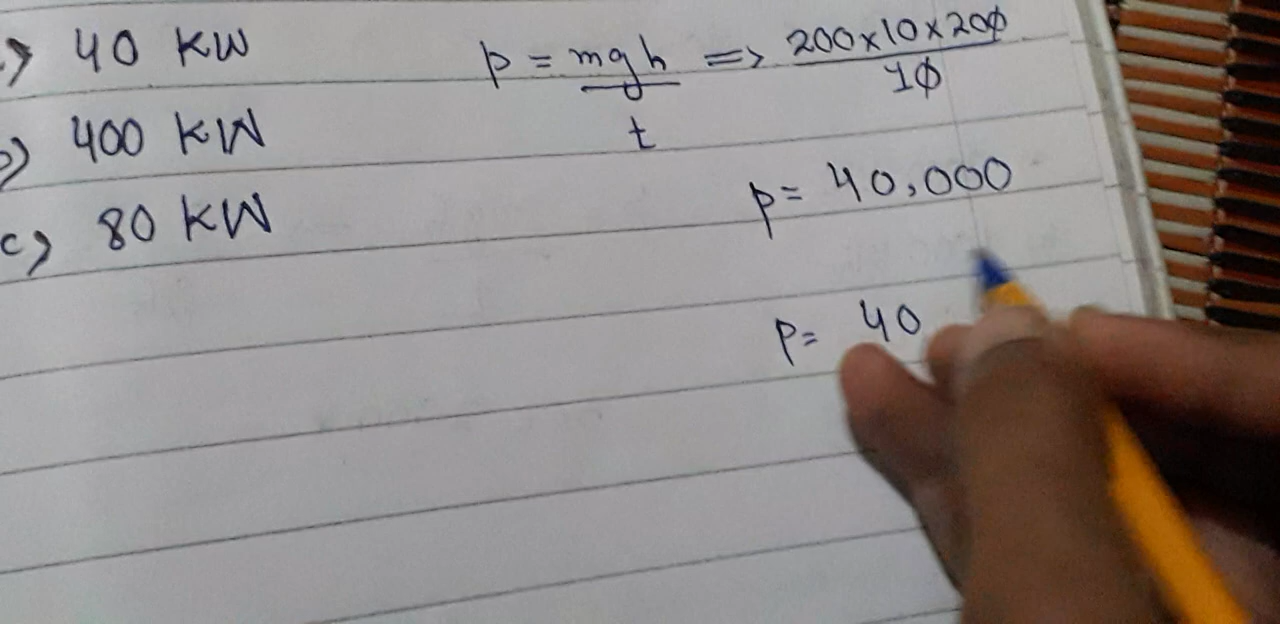 ) 40 KW
) 400 KW
c) 80 KW
p = mgh/t => 200x10x200/10
p = 40,000
p = 40